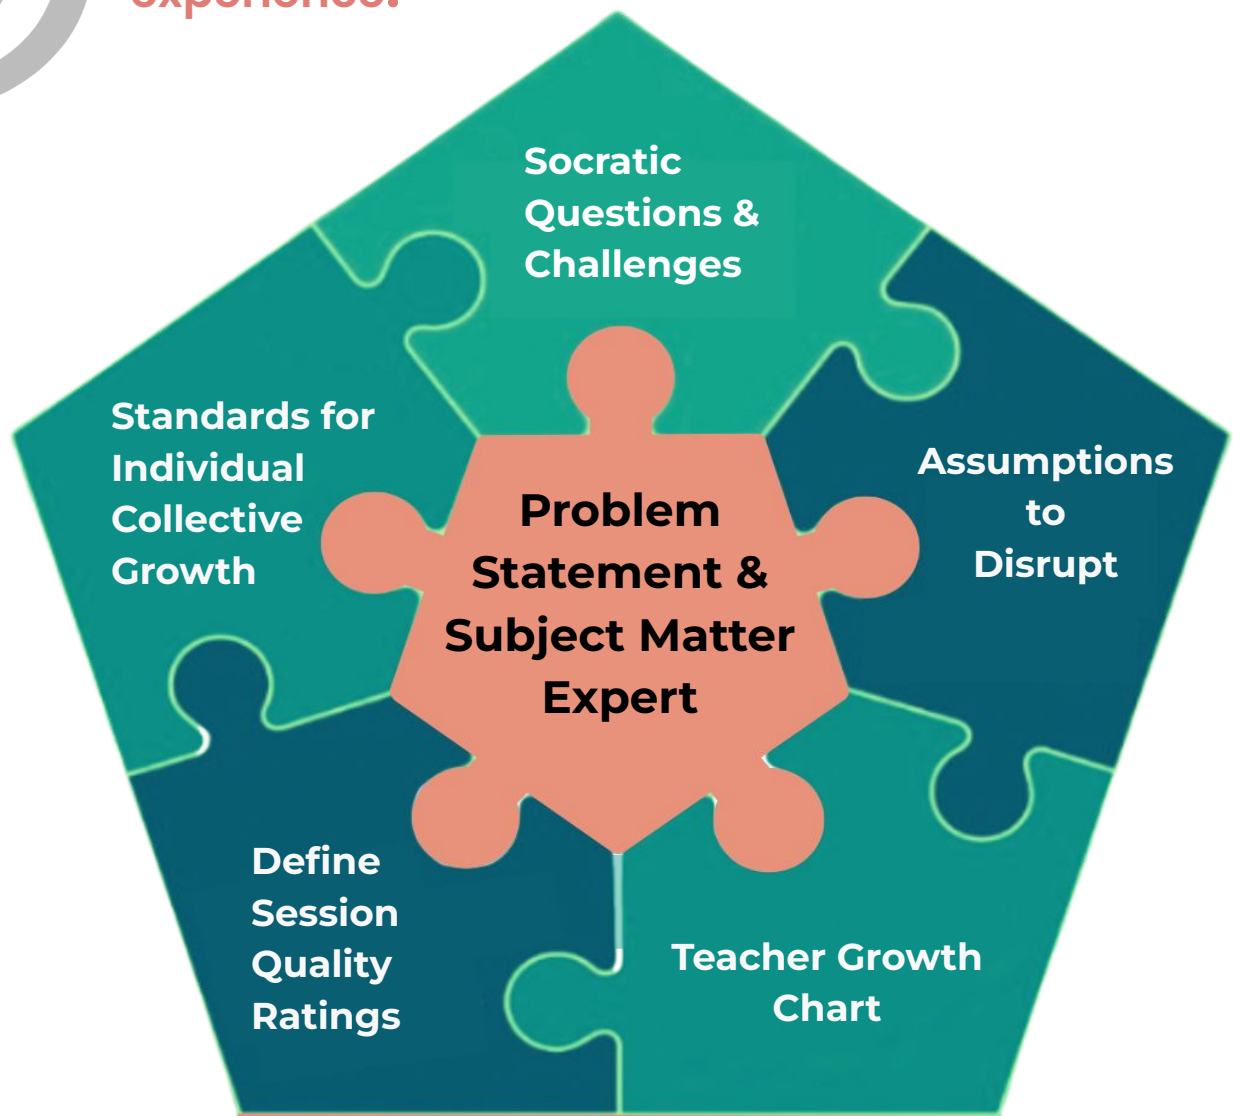 experience.
Socratic
Questions &
Challenges
Standards for
Individual
Collective
Growth
Assumptions
to
Disrupt
Problem
Statement &
Subject Matter
Expert
Define
Session
Quality
Ratings
Teacher Growth
Chart